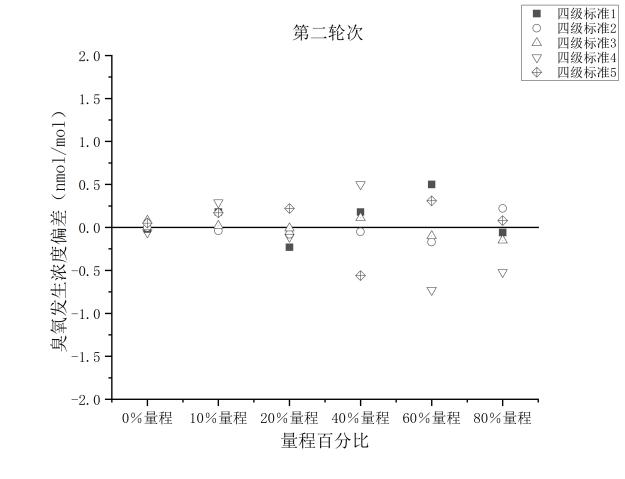 第二轮次
四级标准1
四级标准2
四级标准3
四级标准4
四级标准5
臭氧发生浓度偏差（nmol/mol）
2.0
1.5
1.0
0.5
0.0
-0.5
-1.0
-1.5
-2.0
0%量程 10%量程 20%量程 40%量程 60%量程 80%量程
量程百分比